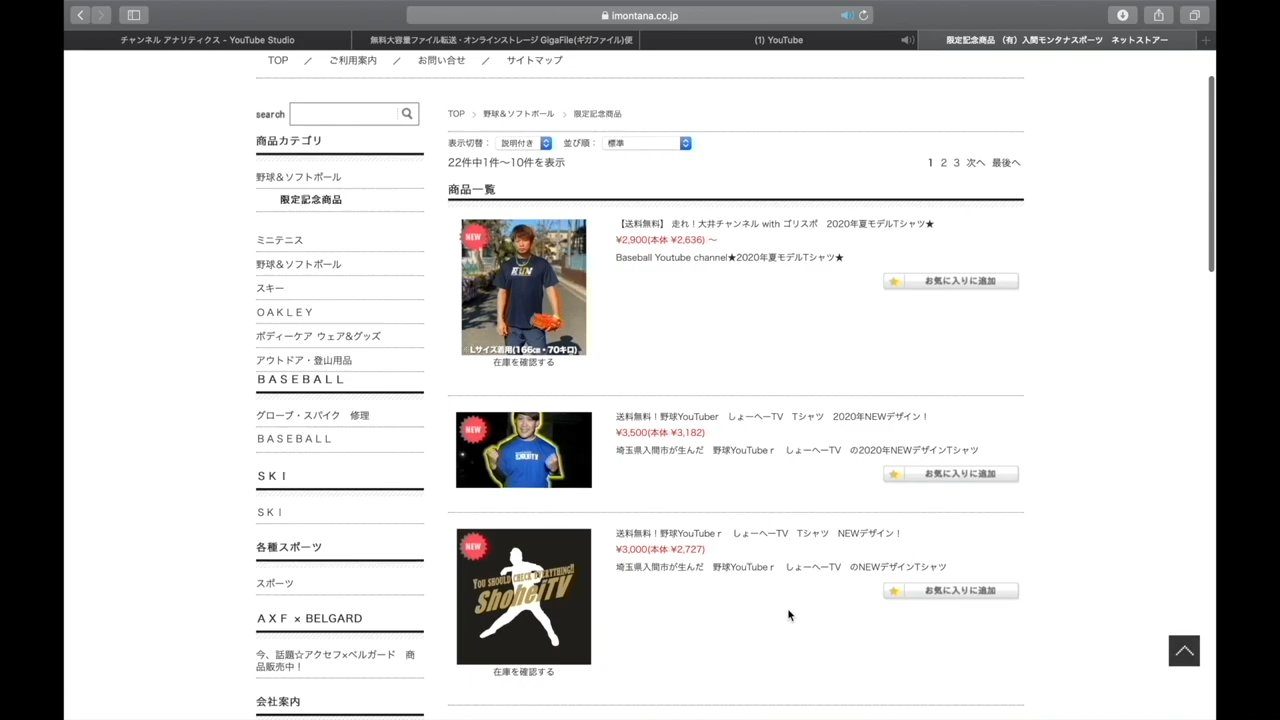 imontana.co.jp
チャンネル アナリティクス - YouTube Studio
無料大容量ファイル転送・オンラインストレージ GigaFile(ギガファイル)便
(1) YouTube
限定記念商品 （有）入間モンタナスポーツ ネットストアー
TOP ／ ご利用案内 ／ お問い合せ ／ サイトマップ
search
TOP > 野球＆ソフトボール > 限定記念商品
商品カテゴリ
野球＆ソフトボール
限定記念商品
ミニテニス
野球＆ソフトボール
スキー
ＯＡＫＬＥＹ
ボディーケア ウェア&グッズ
アウトドア・登山用品
ＢＡＳＥＢＡＬＬ
グローブ・スパイク 修理
ＢＡＳＥＢＡＬＬ
ＳＫＩ
ＳＫＩ
各種スポーツ
スポーツ
ＡＸＦ × BELGARD
今、話題☆アクセフ×ベルガード 商
品販売中！
会社案内
表示切替： 説明付き 並び順： 標準
22件中1件～10件を表示
1 2 3 次へ 最後へ
商品一覧
NEW
Lサイズ着用(166㎝・70キロ)
在庫を確認する
【送料無料】 走れ！大井チャンネル with ゴリスポ 2020年夏モデルTシャツ★
¥2,900(本体 ¥2,636) ～
Baseball Youtube channel★2020年夏モデルTシャツ★
お気に入りに追加
NEW
送料無料！野球YouTuber しょーへーTV Tシャツ 2020年NEWデザイン！
¥3,500(本体 ¥3,182)
埼玉県入間市が生んだ 野球YouTubeｒ しょーへーTV の2020年NEWデザインTシャツ
お気に入りに追加
NEW
YOU SHOULD CHECK EVERYTHING!!
ShoheiTV
在庫を確認する
送料無料！野球YouTubeｒ しょーへーTV Tシャツ NEWデザイン！
¥3,000(本体 ¥2,727)
埼玉県入間市が生んだ 野球YouTubeｒ しょーへーTV のNEWデザインTシャツ
お気に入りに追加